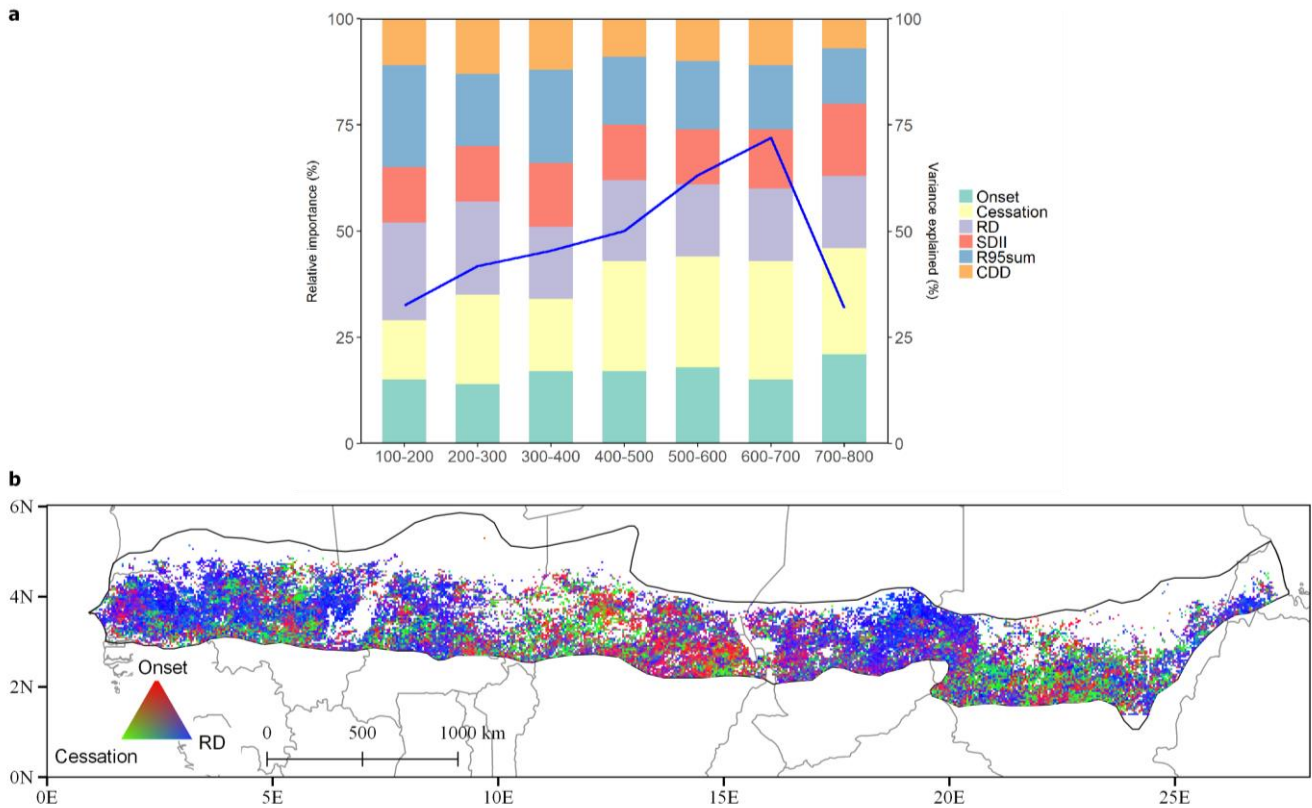 a
100 100
75 75
50 50
25 25
0 0
Relative importance (%)
Variance explained (%)
100-200 200-300 300-400 400-500 500-600 600-700 700-800
Onset
Cessation
RD
SDII
R95sum
CDD
b
6N
4N
2N
0N
Onset
Cessation
RD
0 500 1000 km
0E 5E 10E 15E 20E 25E